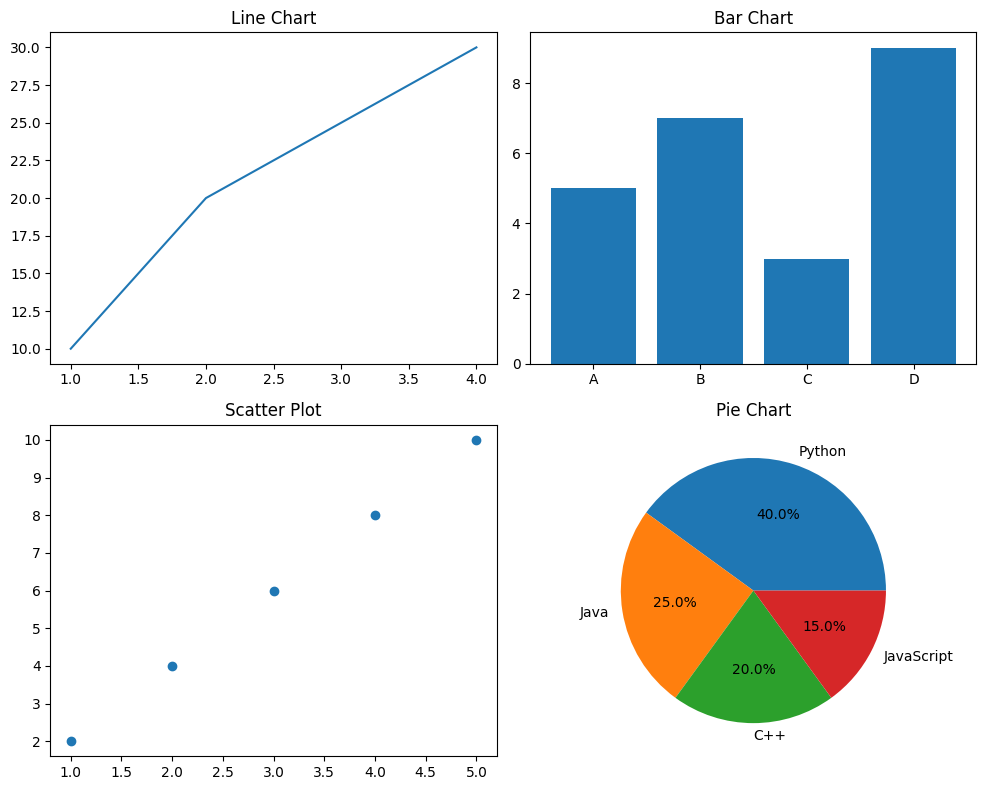 Line Chart
30.0
27.5
25.0
22.5
20.0
17.5
15.0
12.5
10.0
1.0 1.5 2.0 2.5 3.0 3.5 4.0
Bar Chart
8
6
4
2
0
A B C D
Scatter Plot
10
9
8
7
6
5
4
3
2
1.0 1.5 2.0 2.5 3.0 3.5 4.0 4.5 5.0
Pie Chart
Python
40.0%
Java
25.0%
15.0%
JavaScript
20.0%
C++